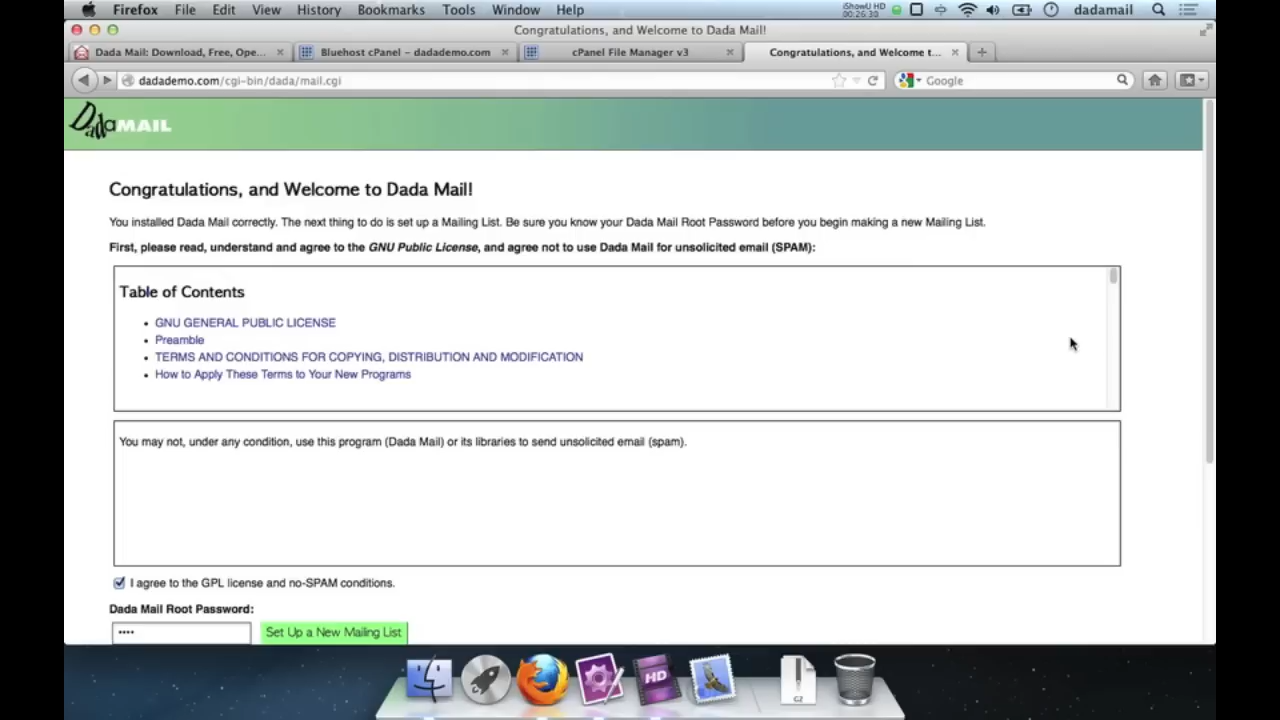 Firefox File Edit View History Bookmarks Tools Window Help iShowU HD 00:26:30 dadamail
Congratulations, and Welcome to Dada Mail!
Dada Mail: Download, Free, Ope... Bluehost cPanel – dadademo.com cPanel File Manager v3 Congratulations, and Welcome t...
dadademo.com/cgi-bin/dada/mail.cgi Google
Dada MAIL
Congratulations, and Welcome to Dada Mail!
You installed Dada Mail correctly. The next thing to do is set up a Mailing List. Be sure you know your Dada Mail Root Password before you begin making a new Mailing List.
First, please read, understand and agree to the GNU Public License, and agree not to use Dada Mail for unsolicited email (SPAM):
Table of Contents
• GNU GENERAL PUBLIC LICENSE
• Preamble
• TERMS AND CONDITIONS FOR COPYING, DISTRIBUTION AND MODIFICATION
• How to Apply These Terms to Your New Programs
You may not, under any condition, use this program (Dada Mail) or its libraries to send unsolicited email (spam).
I agree to the GPL license and no-SPAM conditions.
Dada Mail Root Password:
•••• Set Up a New Mailing List
HD
GZ